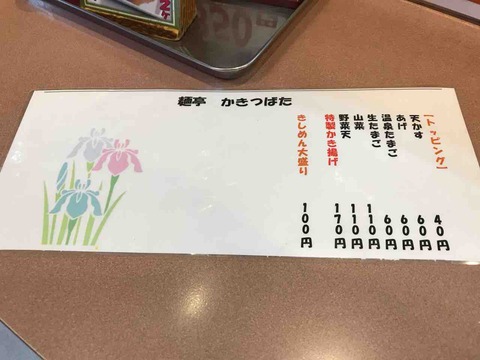 麺亭 かきつばた
[トッピング]
天かす 40円
あげ 60円
温泉たまご 60円
生たまご 60円
山菜 110円
野菜天 110円
特製かき揚げ 170円
きしめん大盛り 100円